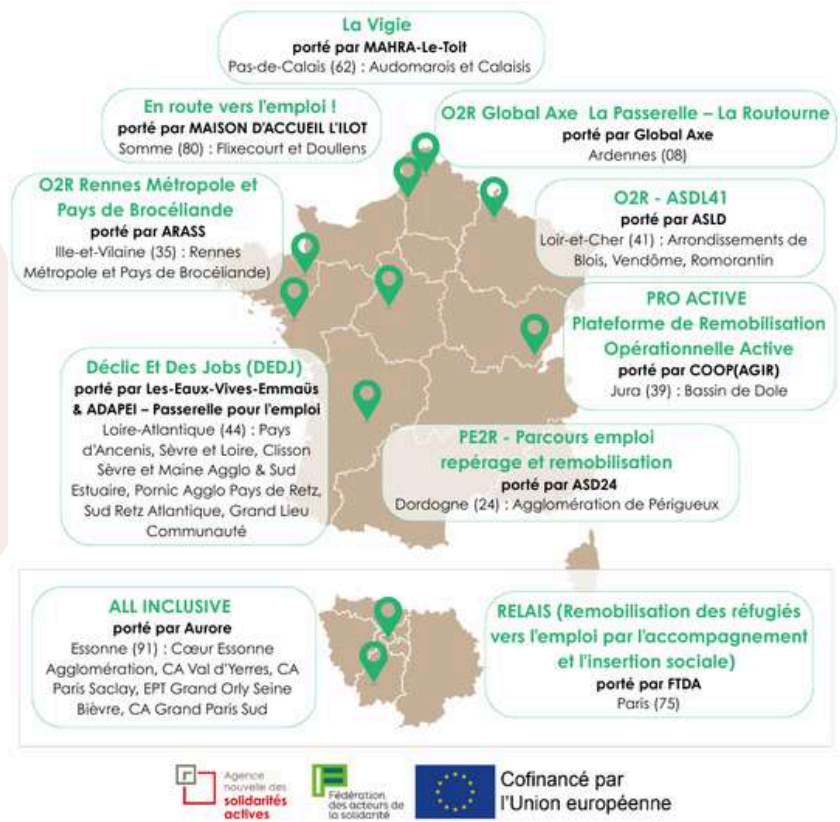 La Vigie
porté par MAHRA-Le-Toit
Pas-de-Calais (62) : Audomarois et Calaisis
En route vers l'emploi !
porté par MAISON D'ACCUEIL L'ILOT
Somme (80) : Flixecourt et Doullens
O2R Global Axe La Passerelle – La Routourne
porté par Global Axe
Ardennes (08)
O2R Rennes Métropole et
Pays de Brocéliande
porté par ARASS
Ille-et-Vilaine (35) : Rennes
Métropole et Pays de Brocéliande)
O2R - ASDL41
porté par ASLD
Loir-et-Cher (41) : Arrondissements de
Blois, Vendôme, Romorantin
PRO ACTIVE
Plateforme de Remobilisation
Opérationnelle Active
porté par COOP(AGIR)
Jura (39) : Bassin de Dole
Déclic Et Des Jobs (DEDJ)
porté par Les-Eaux-Vives-Emmaüs
& ADAPEI – Passerelle pour l'emploi
Loire-Atlantique (44) : Pays
d'Ancenis, Sèvre et Loire, Clisson
Sèvre et Maine Agglo & Sud
Estuaire, Pornic Agglo Pays de Retz,
Sud Retz Atlantique, Grand Lieu
Communauté
PE2R - Parcours emploi
repérage et remobilisation
porté par ASD24
Dordogne (24) : Agglomération de Périgueux
ALL INCLUSIVE
porté par Aurore
Essonne (91) : Cœur Essonne
Agglomération, CA Val d'Yerres, CA
Paris Saclay, EPT Grand Orly Seine
Bièvre, CA Grand Paris Sud
RELAIS (Remobilisation des réfugiés
vers l'emploi par l'accompagnement
et l'insertion sociale)
porté par FTDA
Paris (75)
r
Agence
nouvelle des
solidarités
actives
Fédération
des acteurs de
la solidarité
Cofinancé par
l'Union européenne